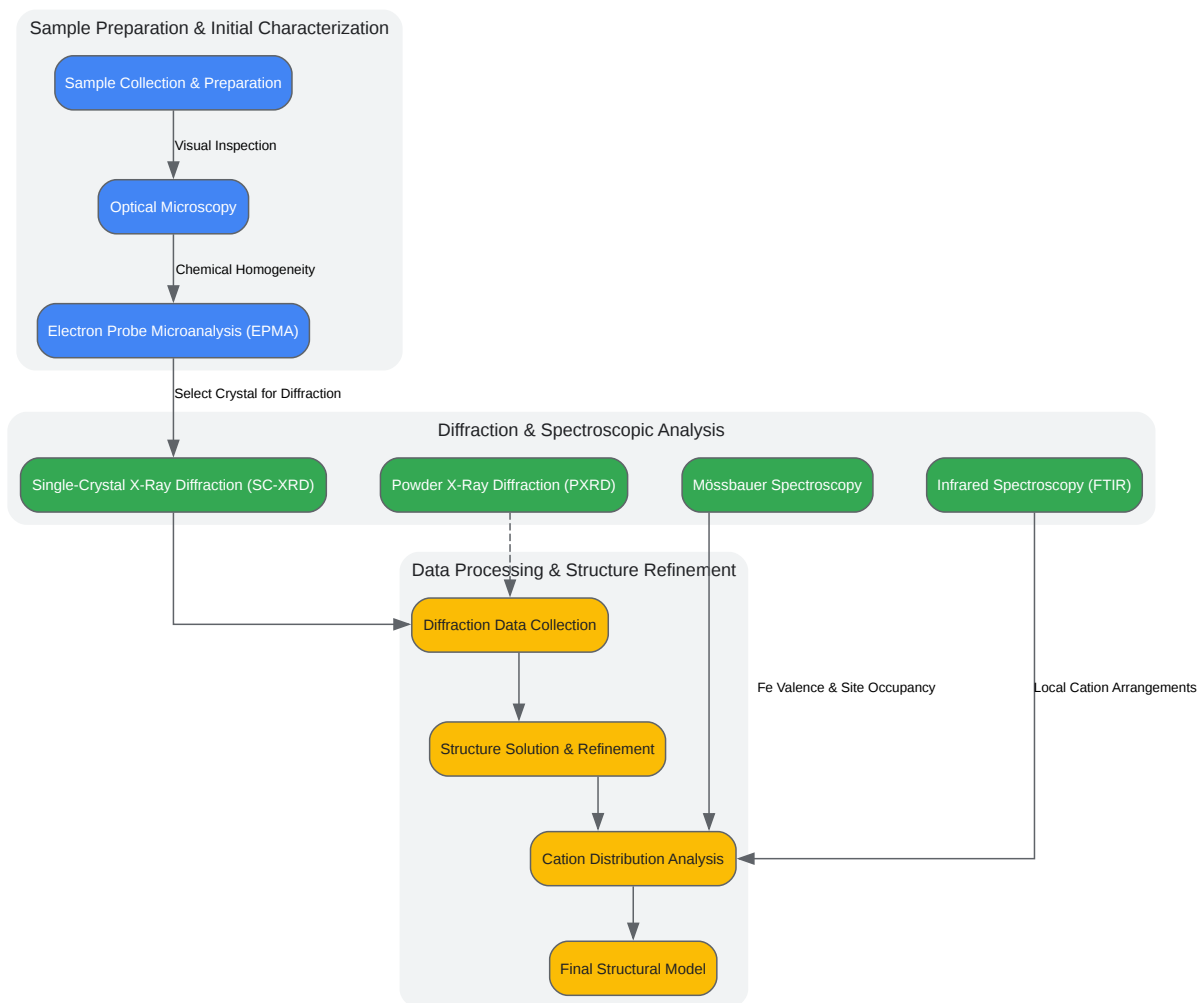 Sample Preparation & Initial Characterization
Sample Collection & Preparation
Visual Inspection
Optical Microscopy
Chemical Homogeneity
Electron Probe Microanalysis (EPMA)
Select Crystal for Diffraction
Diffraction & Spectroscopic Analysis
Single-Crystal X-Ray Diffraction (SC-XRD)
Powder X-Ray Diffraction (PXRD)
Mössbauer Spectroscopy
Infrared Spectroscopy (FTIR)
Data Processing & Structure Refinement
Diffraction Data Collection
Fe Valence & Site Occupancy
Local Cation Arrangements
Structure Solution & Refinement
Cation Distribution Analysis
Final Structural Model